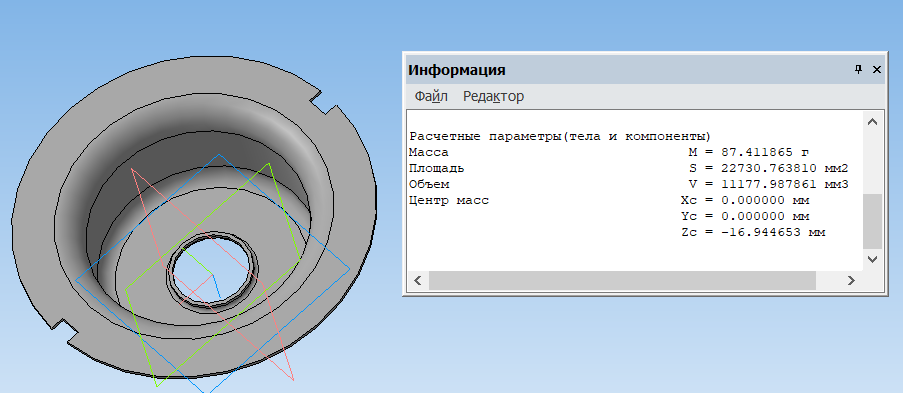 Информация
Файл Редактор
Расчетные параметры(тела и компоненты)
Масса M = 87.411865 г
Площадь S = 22730.763810 мм2
Объем V = 11177.987861 мм3
Центр масс Xc = 0.000000 мм
Yc = 0.000000 мм
Zc = -16.944653 мм